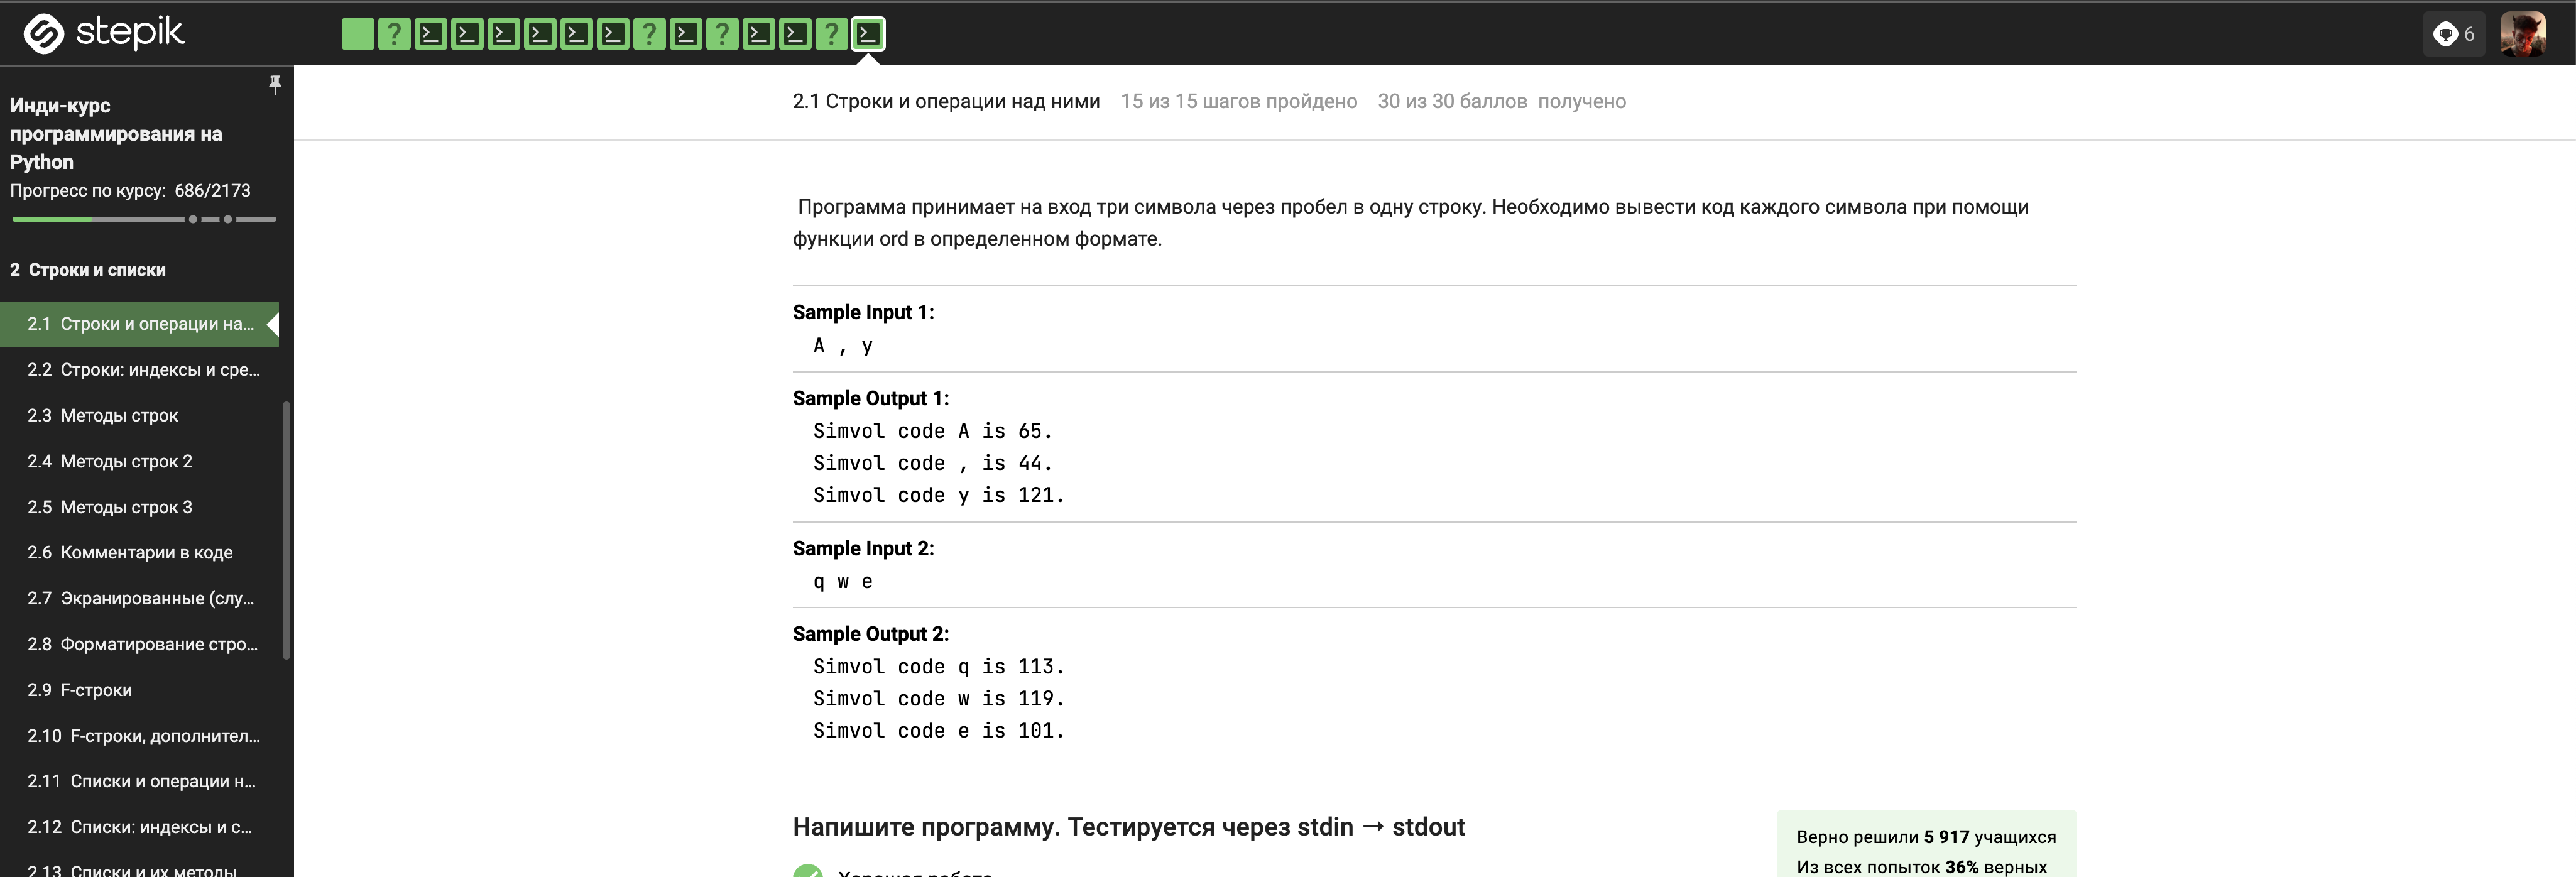 stepik
?
?
?
?
6
Инди-курс
программирования на
Python
Прогресс по курсу: 686/2173
2 Строки и списки
2.1 Строки и операции на...
2.2 Строки: индексы и сре...
2.3 Методы строк
2.4 Методы строк 2
2.5 Методы строк 3
2.6 Комментарии в коде
2.7 Экранированные (слу...
2.8 Форматирование стро...
2.9 F-строки
2.10 F-строки, дополнител...
2.11 Списки и операции н...
2.12 Списки: индексы и с...
2.13 Списки и их методы
2.1 Строки и операции над ними 15 из 15 шагов пройдено 30 из 30 баллов получено
Программа принимает на вход три символа через пробел в одну строку. Необходимо вывести код каждого символа при помощи
функции ord в определенном формате.
Sample Input 1:
A , y
Sample Output 1:
Simvol code A is 65.
Simvol code , is 44.
Simvol code y is 121.
Sample Input 2:
q w e
Sample Output 2:
Simvol code q is 113.
Simvol code w is 119.
Simvol code e is 101.
Напишите программу. Тестируется через stdin → stdout
Хорошая работа
Верно решили 5 917 учащихся
Из всех попыток 36% верных